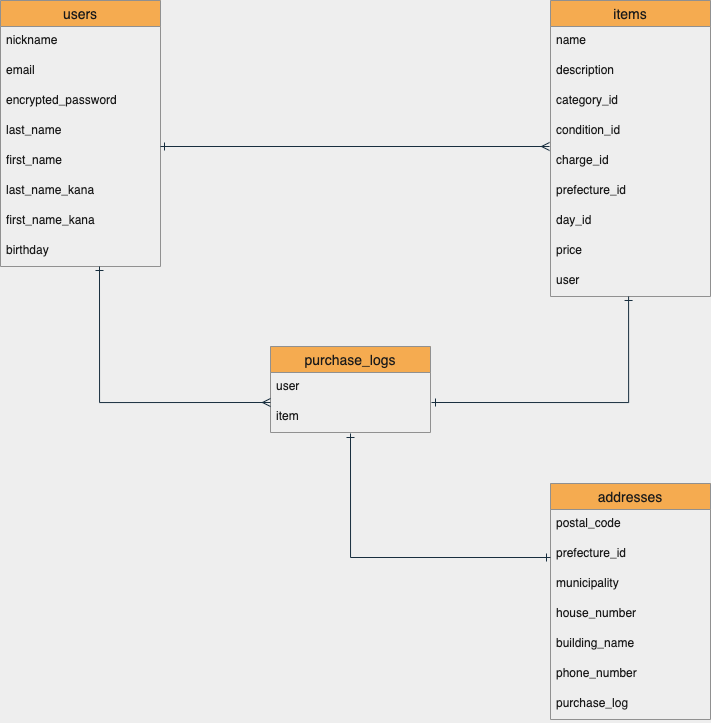 users
nickname
email
encrypted_password
last_name
first_name
last_name_kana
first_name_kana
birthday
items
name
description
category_id
condition_id
charge_id
prefecture_id
day_id
price
user
purchase_logs
user
item
addresses
postal_code
prefecture_id
municipality
house_number
building_name
phone_number
purchase_log